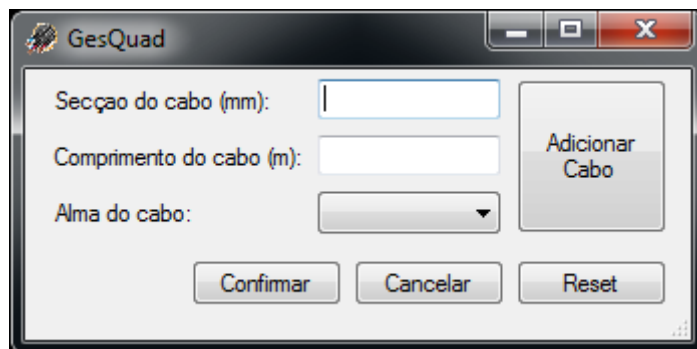 GesQuad
Secçao do cabo (mm):
Comprimento do cabo (m):
Alma do cabo:
Adicionar
Cabo
Confirmar
Cancelar
Reset